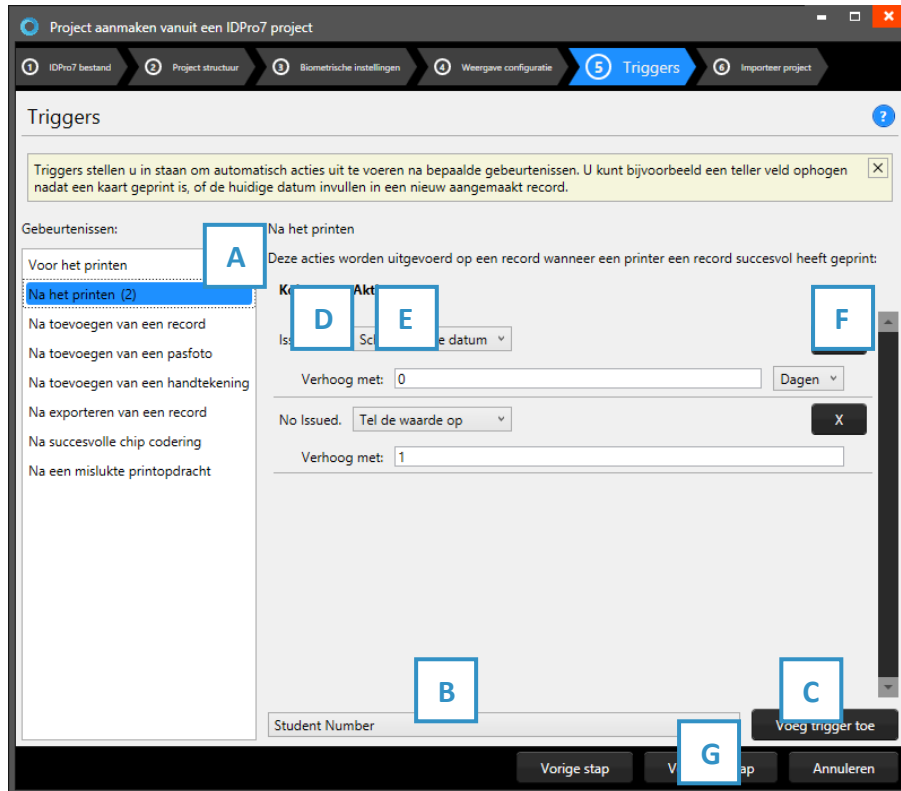 Project aanmaken vanuit een IDPro7 project
1 IDPro7 bestand 2 Project structuur 3 Biometrische instellingen 4 Weergave configuratie 5 Triggers 6 Importeer project
Triggers
?
Triggers stellen u in staan om automatisch acties uit te voeren na bepaalde gebeurtenissen. U kunt bijvoorbeeld een teller veld ophogen
nadat een kaart geprint is, of de huidige datum invullen in een nieuw aangemaakt record.
Gebeurtenissen:
A
Voor het printen
Na het printen (2)
Na toevoegen van een record
Na toevoegen van een pasfoto
Na toevoegen van een handtekening
Na exporteren van een record
Na succesvolle chip codering
Na een mislukte printopdracht
Na het printen
Deze acties worden uitgevoerd op een record wanneer een printer een record succesvol heeft geprint:
D E F
datum
Verhoog met: 0 Dagen
No Issued. Tel de waarde op X
Verhoog met: 1
B C
Student Number Voeg trigger toe
G
Vorige stap Annuleren